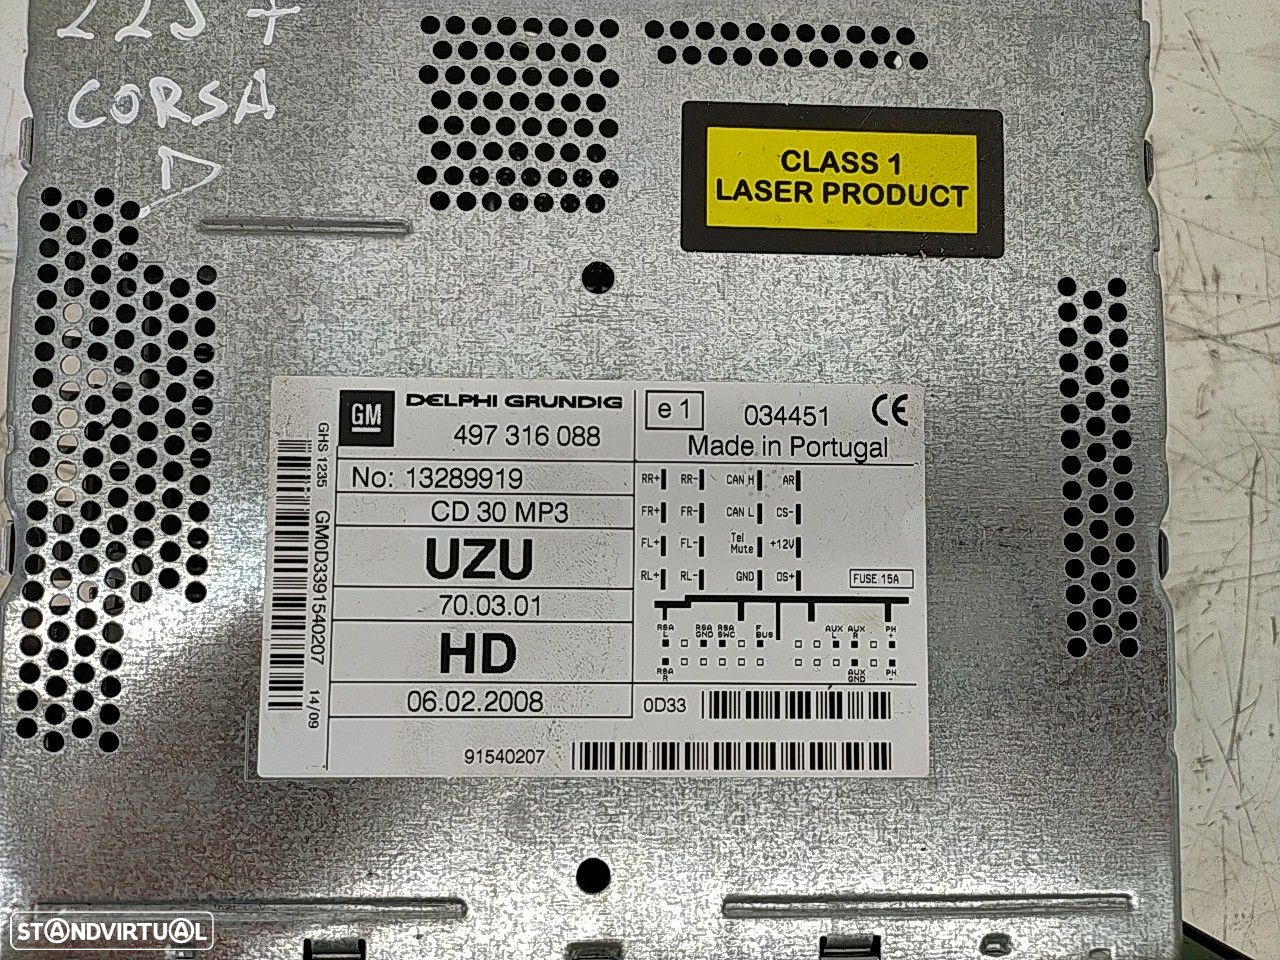 CORSA
D
CLASS 1
LASER PRODUCT
GM
DELPHI GRUNDIG
497 316 088
e1
034451
CE
Made in Portugal
No: 13289919
CD 30 MP3
UZU
70.03.01
HD
06.02.2008
91540207
GHS 1235
GM0D3391540207
14/09
RR+ RR- CAN H AR
FR+ FR- CAN L CS-
FL+ FL- Tel Mute +12V
RL+ RL- GND CS+
FUSE 15A
RSA L RSA GND RSA SWC F BUS AUX L AUX R PH +
RSA R AUX GND PH -
0D33
STANDVIRTUAL